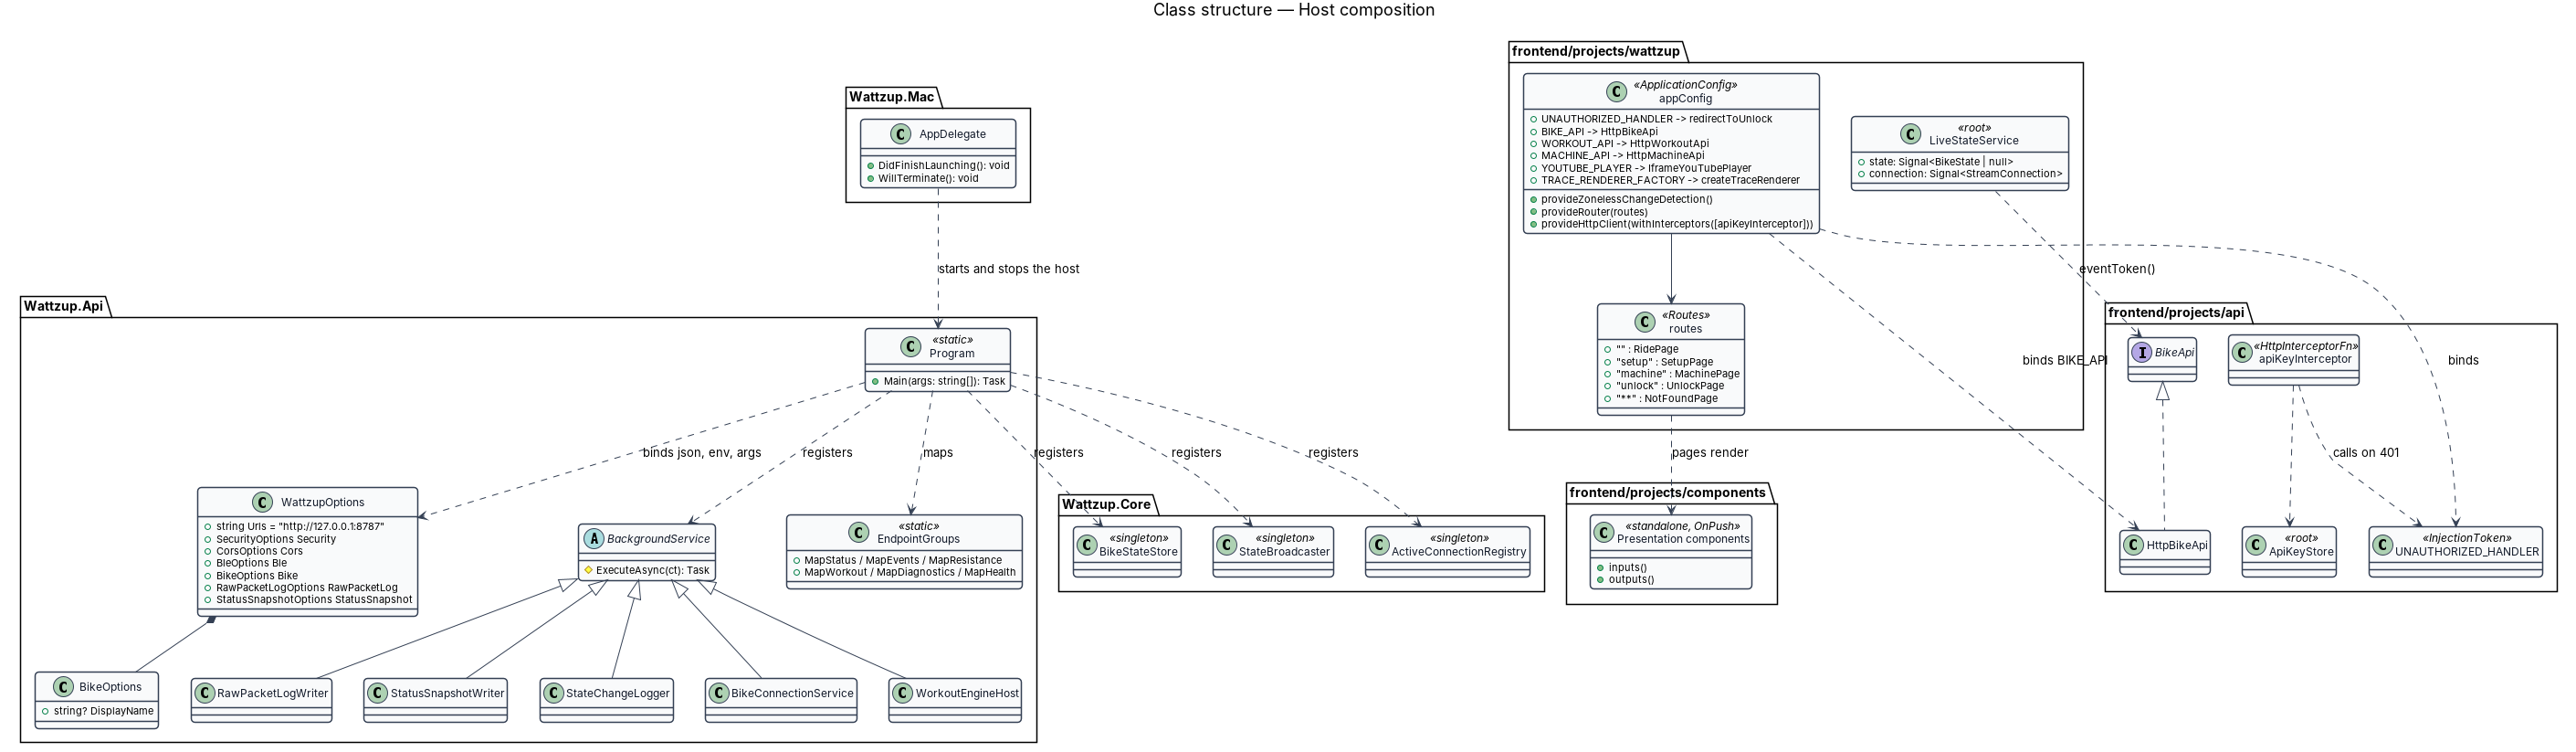 Class structure — Host composition
Wattzup.Mac
AppDelegate
DidFinishLaunching(): void
WillTerminate(): void
starts and stops the host
Wattzup.Api
«static»
Program
Main(args: string[]): Task
binds json, env, args
registers
maps
registers
registers
registers
WattzupOptions
string Urls = "http://127.0.0.1:8787"
SecurityOptions Security
CorsOptions Cors
BleOptions Ble
BikeOptions Bike
RawPacketLogOptions RawPacketLog
StatusSnapshotOptions StatusSnapshot
BackgroundService
ExecuteAsync(ct): Task
«static»
EndpointGroups
MapStatus / MapEvents / MapResistance
MapWorkout / MapDiagnostics / MapHealth
BikeOptions
string? DisplayName
RawPacketLogWriter
StatusSnapshotWriter
StateChangeLogger
BikeConnectionService
WorkoutEngineHost
Wattzup.Core
«singleton»
BikeStateStore
«singleton»
StateBroadcaster
«singleton»
ActiveConnectionRegistry
frontend/projects/wattzup
«ApplicationConfig»
appConfig
UNAUTHORIZED_HANDLER -> redirectToUnlock
BIKE_API -> HttpBikeApi
WORKOUT_API -> HttpWorkoutApi
MACHINE_API -> HttpMachineApi
YOUTUBE_PLAYER -> IframeYouTubePlayer
TRACE_RENDERER_FACTORY -> createTraceRenderer
provideZonelessChangeDetection()
provideRouter(routes)
provideHttpClient(withInterceptors([apiKeyInterceptor]))
«root»
LiveStateService
state: Signal<BikeState | null>
connection: Signal<StreamConnection>
eventToken()
«Routes»
routes
"" : RidePage
"setup" : SetupPage
"machine" : MachinePage
"unlock" : UnlockPage
"**" : NotFoundPage
binds BIKE_API
binds
pages render
frontend/projects/components
«standalone, OnPush»
Presentation components
inputs()
outputs()
frontend/projects/api
BikeApi
«HttpInterceptorFn»
apiKeyInterceptor
calls on 401
HttpBikeApi
«root»
ApiKeyStore
«InjectionToken»
UNAUTHORIZED_HANDLER